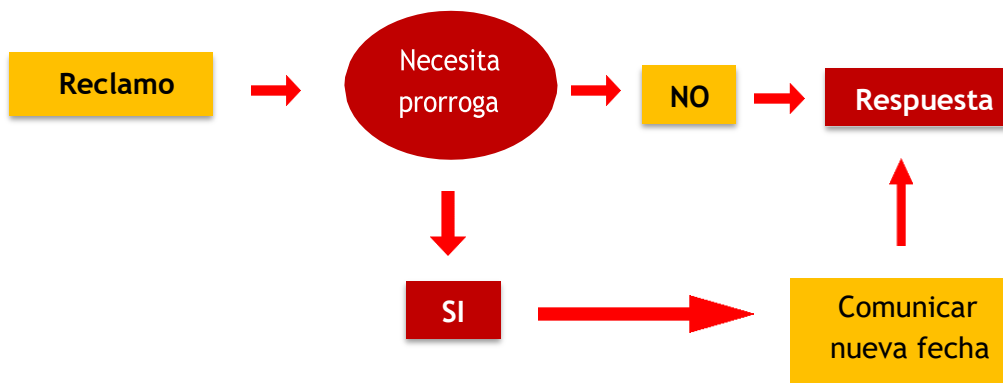 Reclamo
Necesita
prorroga
NO
Respuesta
SI
Comunicar
nueva fecha